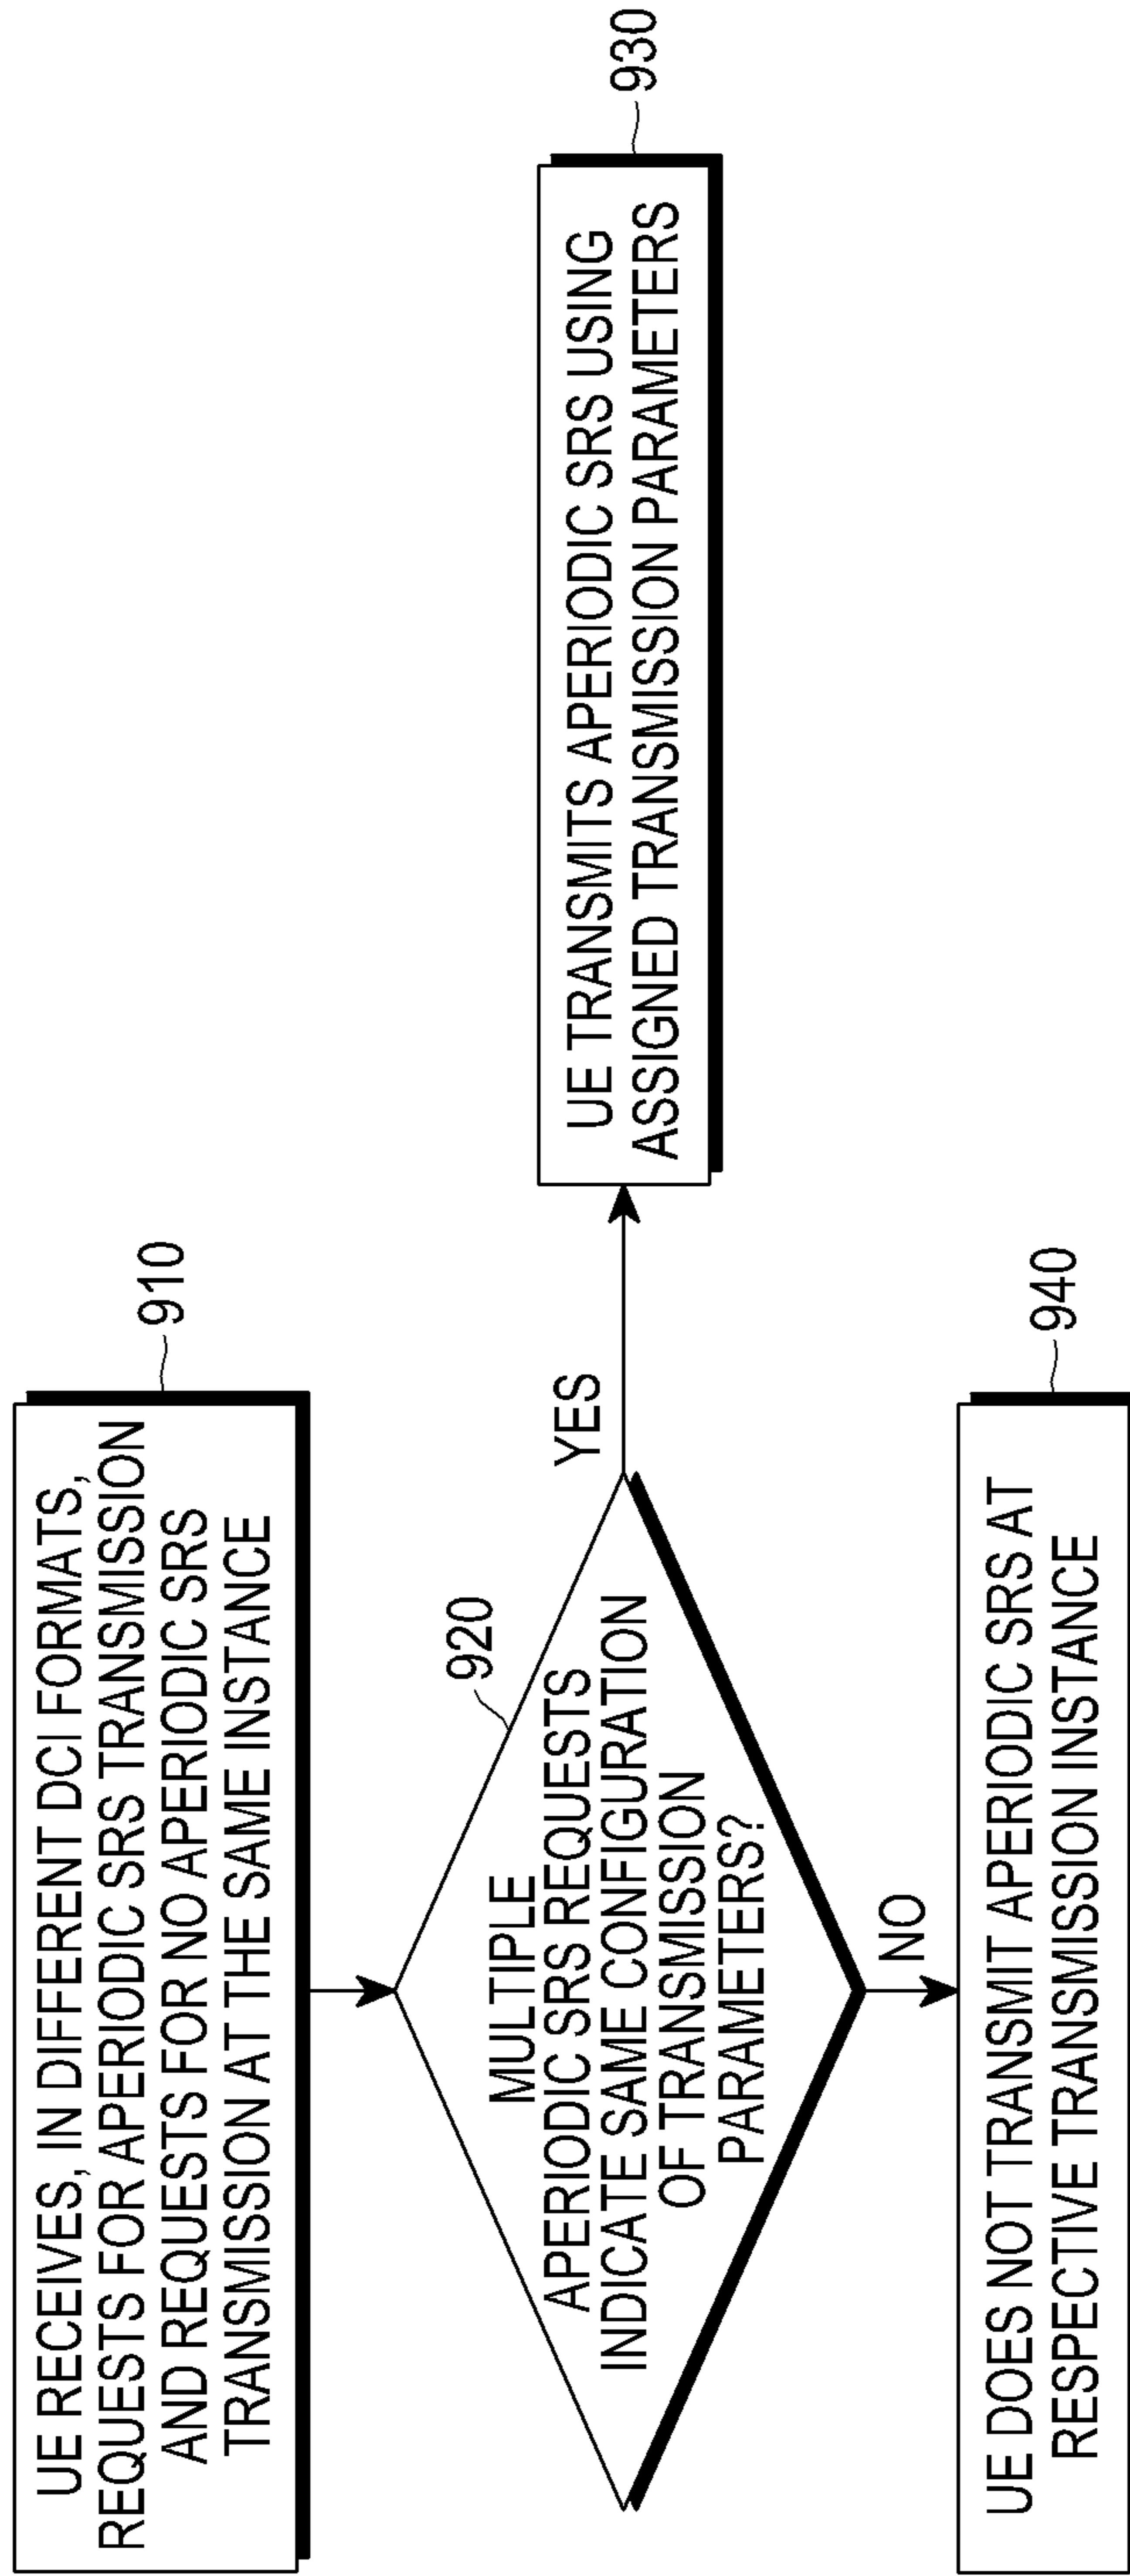 UE RECEIVES, IN DIFFERENT DCI FORMATS,
REQUESTS FOR APERIODIC SRS TRANSMISSION
AND REQUESTS FOR NO APERIODIC SRS
TRANSMISSION AT THE SAME INSTANCE
910
920
MULTIPLE
APERIODIC SRS REQUESTS
INDICATE SAME CONFIGURATION
OF TRANSMISSION
PARAMETERS?
YES
UE TRANSMITS APERIODIC SRS USING
ASSIGNED TRANSMISSION PARAMETERS
930
NO
UE DOES NOT TRANSMIT APERIODIC SRS AT
RESPECTIVE TRANSMISSION INSTANCE
940